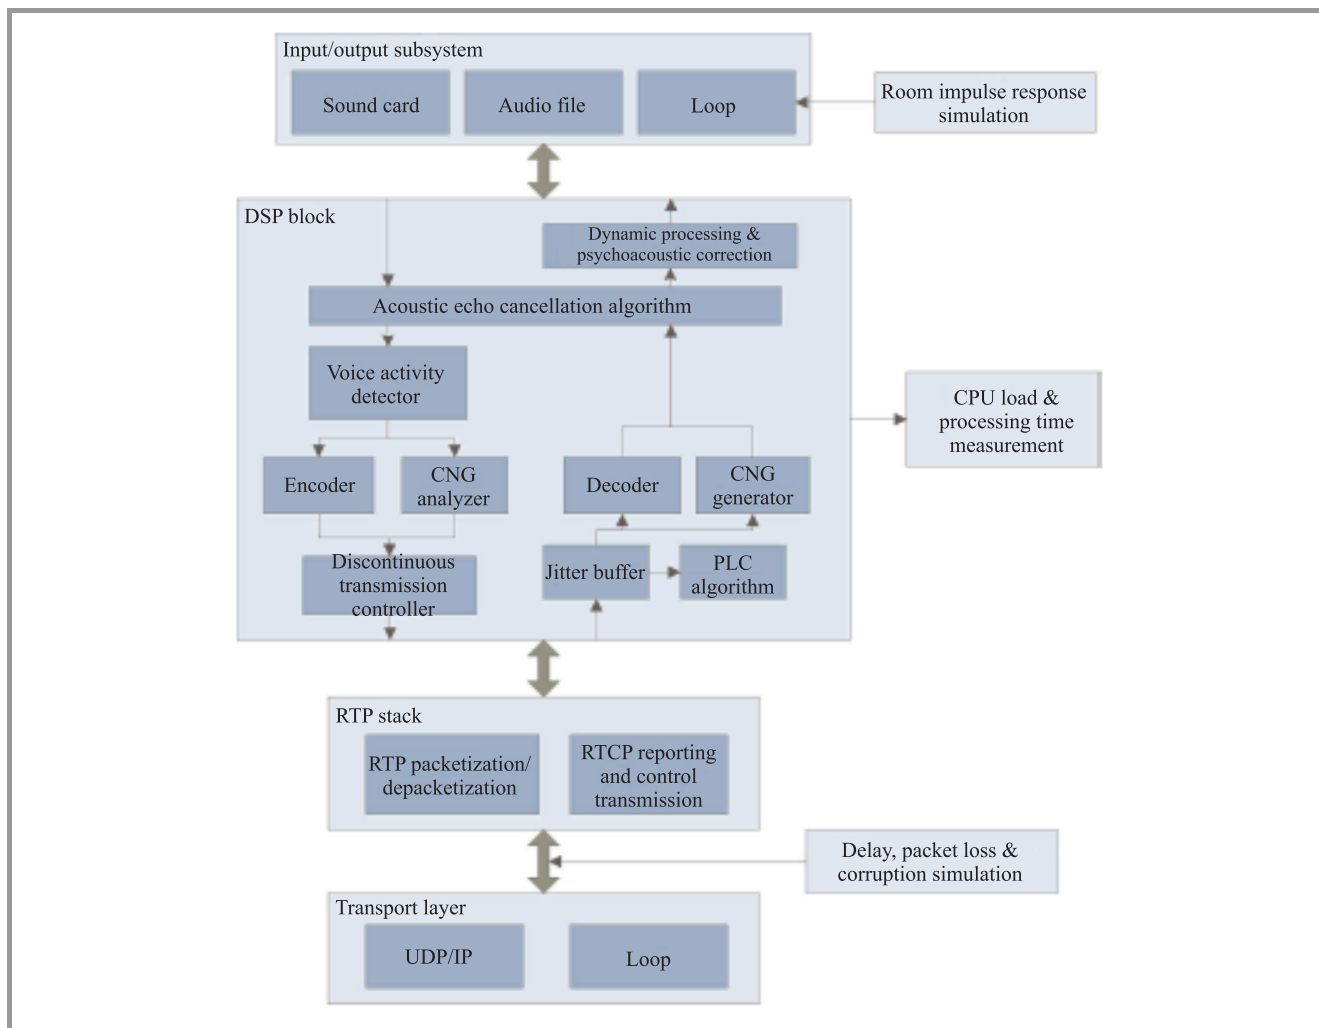 Input/output subsystem
Sound card
Audio file
Loop
Room impulse response
simulation
DSP block
Dynamic processing &
psychoacoustic correction
Acoustic echo cancellation algorithm
Voice activity
detector
CPU load &
processing time
measurement
Encoder
CNG
analyzer
Decoder
CNG
generator
Discontinuous
transmission
controller
Jitter buffer
PLC
algorithm
RTP stack
RTP packetization/
depacketization
RTCP reporting
and control
transmission
Delay, packet loss &
corruption simulation
Transport layer
UDP/IP
Loop